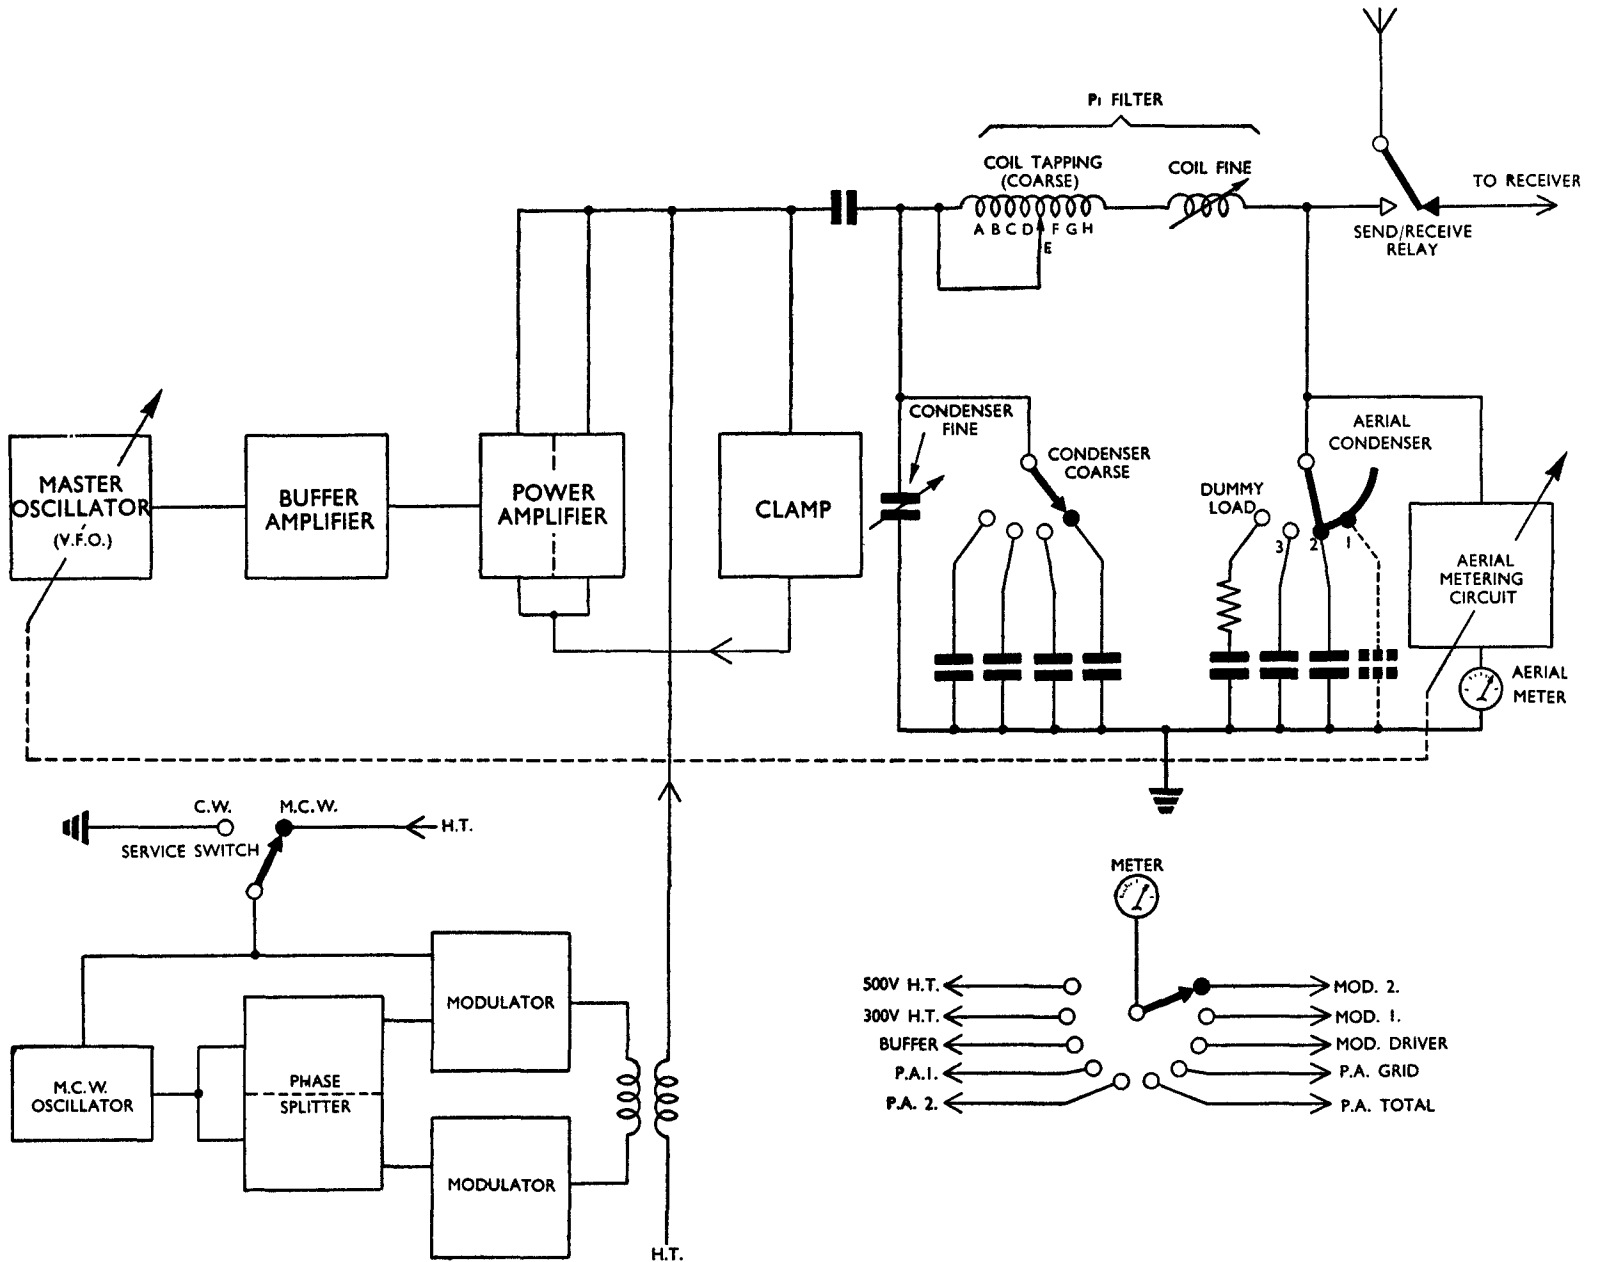 Pi FILTER
COIL TAPPING
(COARSE)
COIL FINE
A B C D F G H
E
TO RECEIVER
SEND/RECEIVE
RELAY
MASTER
OSCILLATOR
(V.F.O.)
BUFFER
AMPLIFIER
POWER
AMPLIFIER
CLAMP
CONDENSER
FINE
CONDENSER
COARSE
DUMMY
LOAD
3
2
1
AERIAL
CONDENSER
AERIAL
METERING
CIRCUIT
AERIAL
METER
C.W.
M.C.W.
H.T.
SERVICE SWITCH
MODULATOR
M.C.W.
OSCILLATOR
PHASE
SPLITTER
MODULATOR
H.T.
METER
500V H.T.
300V H.T.
BUFFER
P.A.1.
P.A. 2.
MOD. 2.
MOD. 1.
MOD. DRIVER
P.A. GRID
P.A. TOTAL